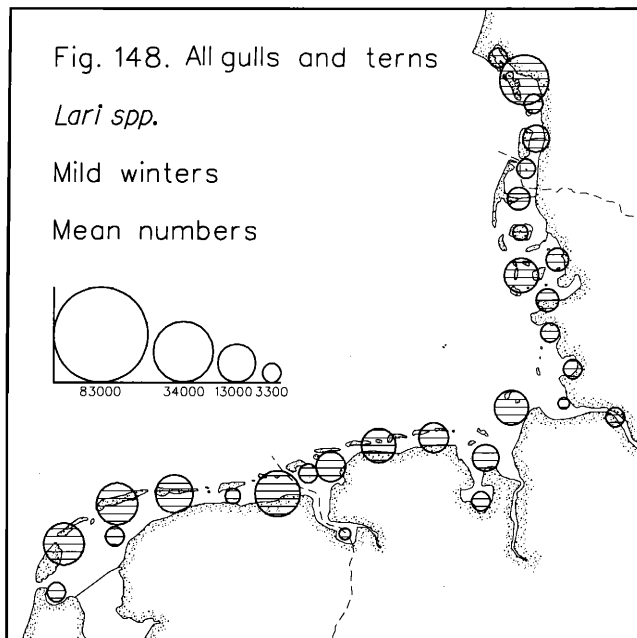 Fig. 148. All gulls and terns
Lari spp.
Mild winters
Mean numbers
83000 34000 13000 3300